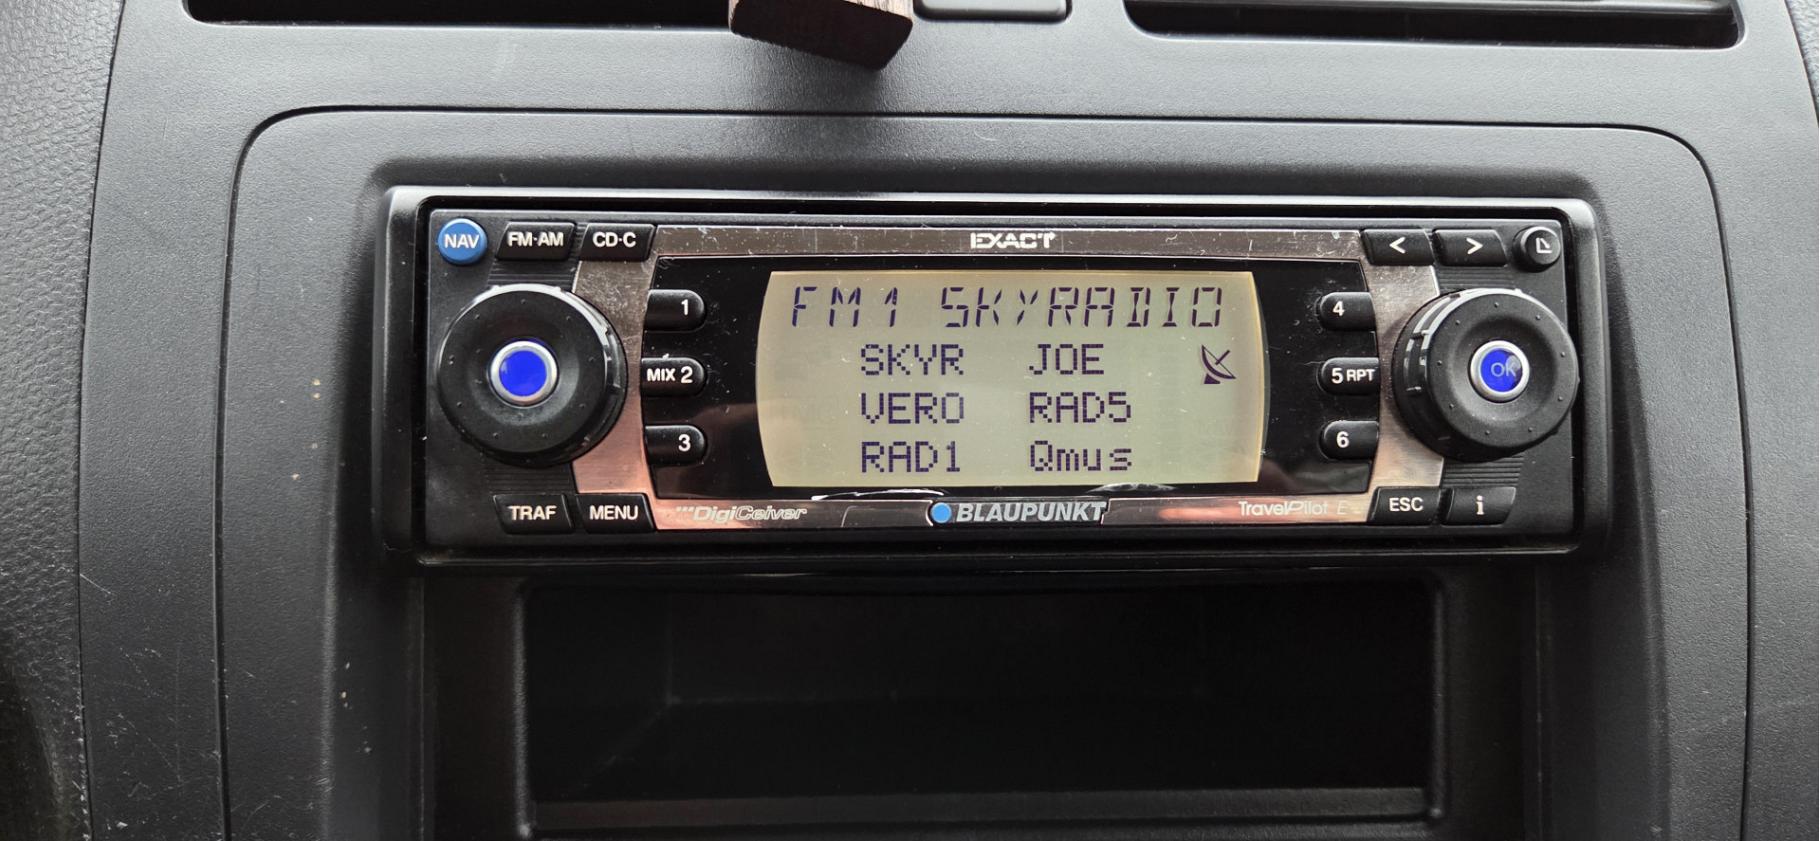 NAV FM·AM CD·C EXACT < >
1 FM1 SKYRADIO 4
SKYR JOE
MIX 2 VERO RAD5 5 RPT OK
3 RAD1 Qmus 6
TRAF MENU DigiCeiver BLAUPUNKT TravelPilot E ESC i